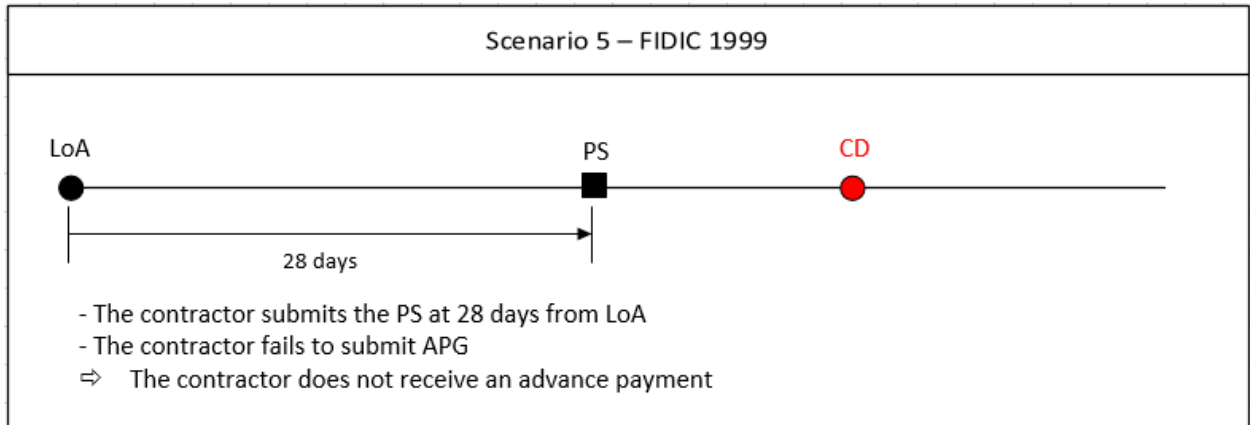 Scenario 5 – FIDIC 1999
LoA
PS
CD
28 days
- The contractor submits the PS at 28 days from LoA
- The contractor fails to submit APG
⇨ The contractor does not receive an advance payment